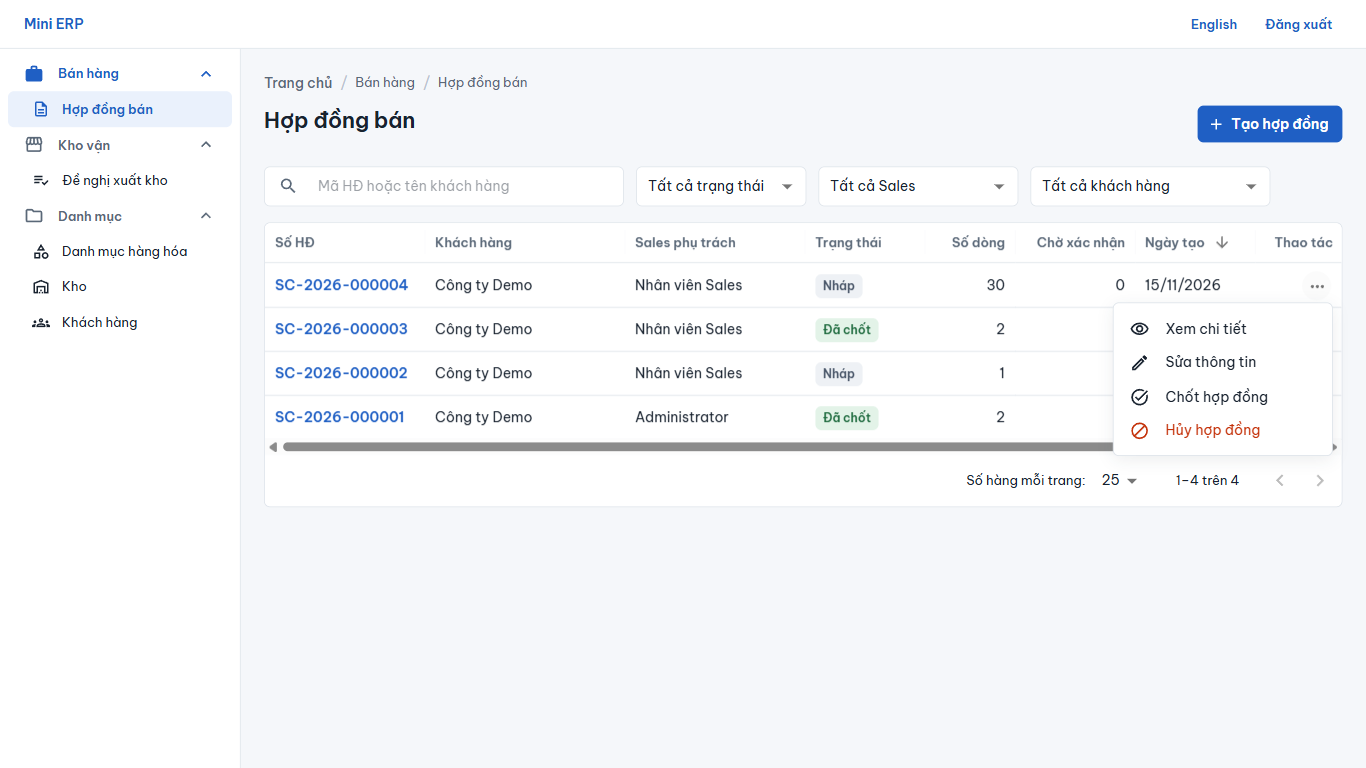 Mini ERP
English
Đăng xuất
Bán hàng
Hợp đồng bán
Kho vận
Đề nghị xuất kho
Danh mục
Danh mục hàng hóa
Kho
Khách hàng
Trang chủ / Bán hàng / Hợp đồng bán
Hợp đồng bán
+ Tạo hợp đồng
Mã HĐ hoặc tên khách hàng
Tất cả trạng thái
Tất cả Sales
Tất cả khách hàng
Số HĐ Khách hàng Sales phụ trách Trạng thái Số dòng Chờ xác nhận Ngày tạo Thao tác
SC-2026-000004 Công ty Demo Nhân viên Sales Nháp 30 0 15/11/2026
SC-2026-000003 Công ty Demo Nhân viên Sales Đã chốt 2
SC-2026-000002 Công ty Demo Nhân viên Sales Nháp 1
SC-2026-000001 Công ty Demo Administrator Đã chốt 2
Xem chi tiết
Sửa thông tin
Chốt hợp đồng
Hủy hợp đồng
Số hàng mỗi trang: 25 1–4 trên 4